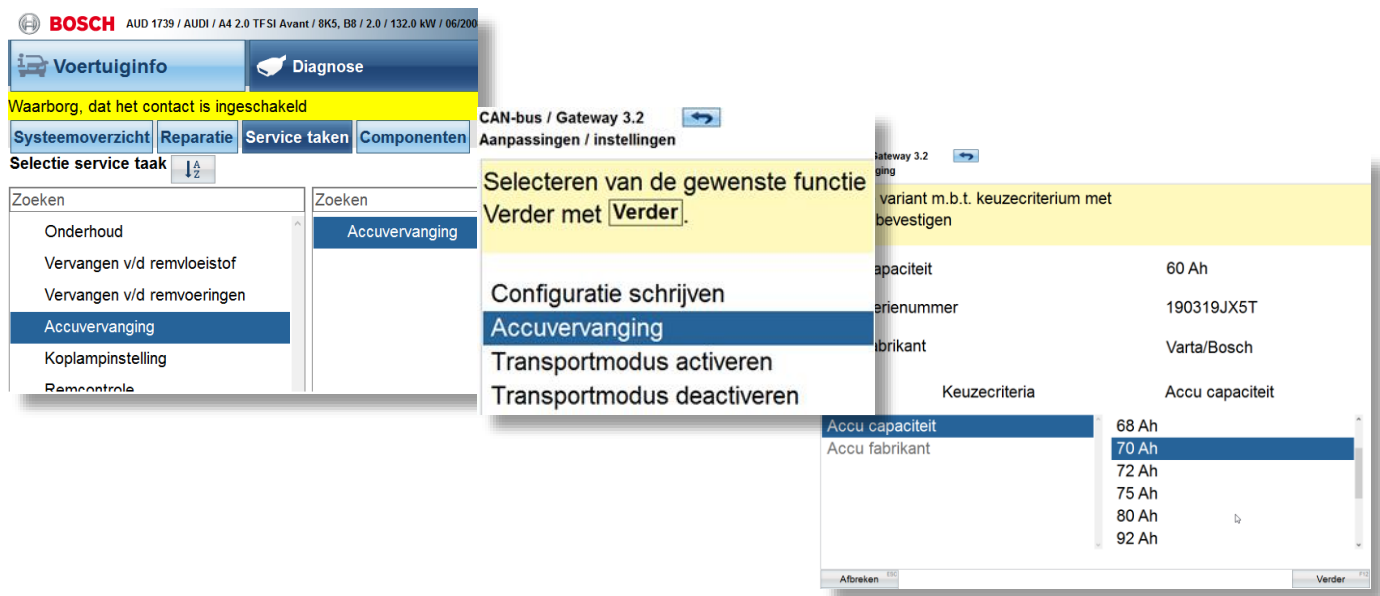 BOSCH AUD 1739 / AUDI / A4 2.0 TFSI Avant / 8K5, B8 / 2.0 / 132.0 kW / 06/200
Voertuiginfo
Diagnose
Waarborg, dat het contact is ingeschakeld
Systeemoverzicht Reparatie Service taken Componenten
Selectie service taak
Zoeken
Onderhoud
Vervangen v/d remvloeistof
Vervangen v/d remvoeringen
Accuvervanging
Koplampinstelling
Remcontrole
Zoeken
Accuvervanging
CAN-bus / Gateway 3.2
Aanpassingen / instellingen
Selecteren van de gewenste functie
Verder met Verder.
Configuratie schrijven
Accuvervanging
Transportmodus activeren
Transportmodus deactiveren
Gateway 3.2
ging
variant m.b.t. keuzecriterium met
bevestigen
apaciteit 60 Ah
erienummer 190319JX5T
abrikant Varta/Bosch
Keuzecriteria Accu capaciteit
Accu capaciteit
Accu fabrikant
68 Ah
70 Ah
72 Ah
75 Ah
80 Ah
92 Ah
Afbreken ESC
Verder F12